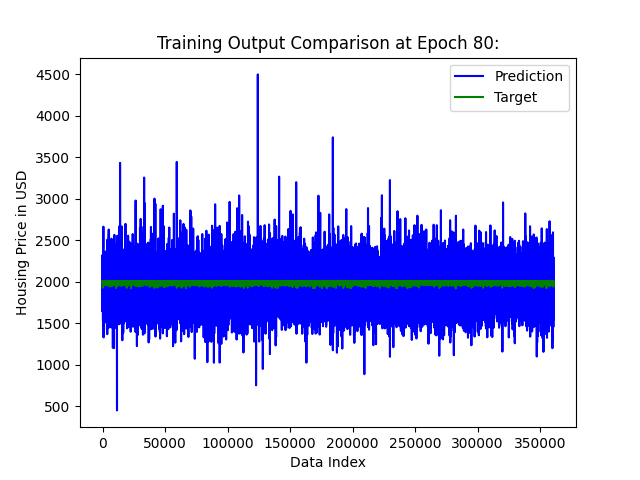 Training Output Comparison at Epoch 80:
Prediction
Target
Housing Price in USD
4500
4000
3500
3000
2500
2000
1500
1000
500
0 50000 100000 150000 200000 250000 300000 350000
Data Index